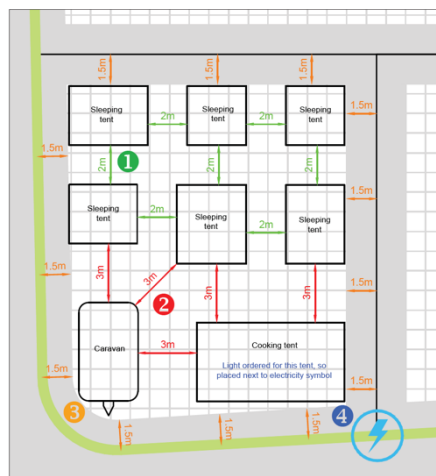 1.5m
1.5m
1.5m
Sleeping
tent
2m
Sleeping
tent
2m
Sleeping
tent
1.5m
1.5m
2m
1
2m
2m
Sleeping
tent
2m
Sleeping
tent
2m
Sleeping
tent
1.5m
1.5m
3m
3m
2
3m
3m
1.5m
Caravan
3m
Cooking tent
Light ordered for this tent, so
placed next to electricity symbol
1.5m
1.5m
3
4
1.5m
1.5m
1.5m